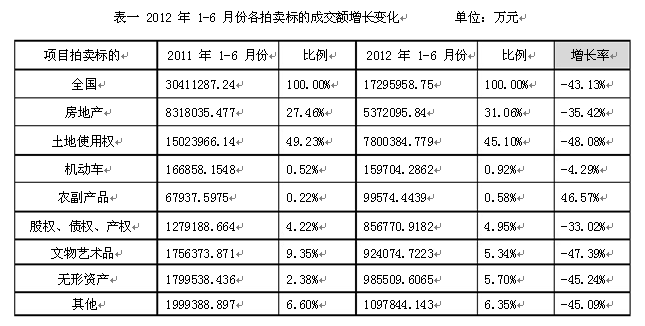 表一 2012 年 1-6 月份各拍卖标的成交额增长变化 单位：万元
项目拍卖标的 2011 年 1-6 月份 比例 2012 年 1-6 月份 比例 增长率
全国 30411287.24 100.00% 17295958.75 100.00% -43.13%
房地产 8318035.477 27.46% 5372095.84 31.06% -35.42%
土地使用权 15023966.14 49.23% 7800384.779 45.10% -48.08%
机动车 166858.1548 0.52% 159704.2862 0.92% -4.29%
农副产品 67937.5975 0.22% 99574.4439 0.58% 46.57%
股权、债权、产权 1279188.664 4.22% 856770.9182 4.95% -33.02%
文物艺术品 1756373.871 9.35% 924074.7223 5.34% -47.39%
无形资产 1799538.436 2.38% 985509.6065 5.70% -45.24%
其他 1999388.897 6.60% 1097844.143 6.35% -45.09%